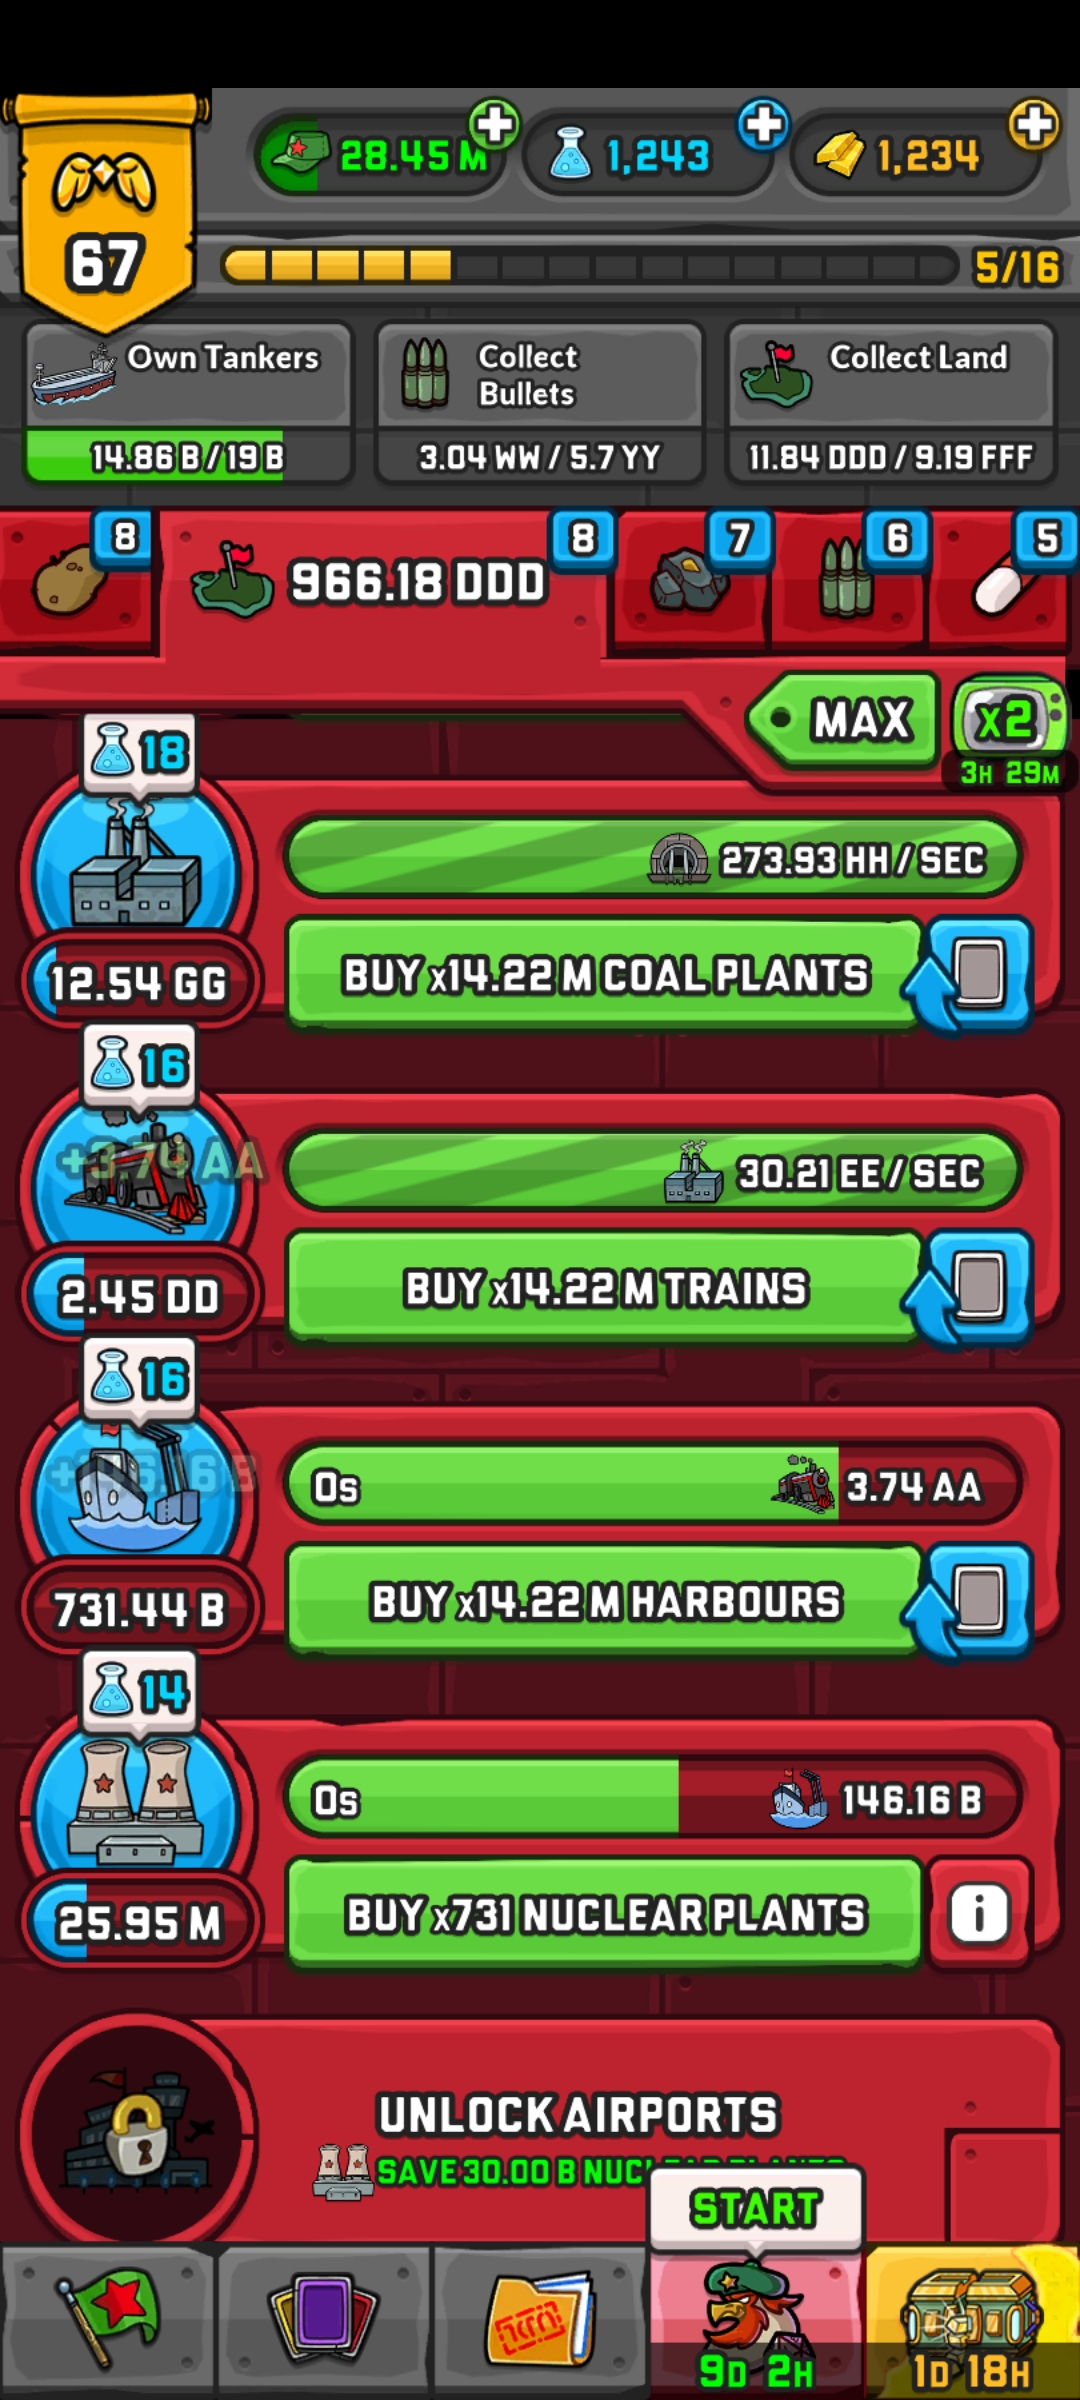 28.45 M
1,243
1,234
67
5/16
Own Tankers
14.86 B / 19 B
Collect
Bullets
3.04 WW / 5.7 YY
Collect Land
11.84 DDD / 9.19 FFF
8
966.18 DDD
8
7
6
5
MAX
x2
3H 29M
18
273.93 HH / SEC
12.54 GG
BUY x14.22 M COAL PLANTS
16
+3.74 AA
30.21 EE / SEC
2.45 DD
BUY x14.22 M TRAINS
16
0s
3.74 AA
731.44 B
BUY x14.22 M HARBOURS
14
0s
146.16 B
25.95 M
BUY x731 NUCLEAR PLANTS
i
UNLOCK AIRPORTS
SAVE 30.00 B
START
9D 2H
1D 18H